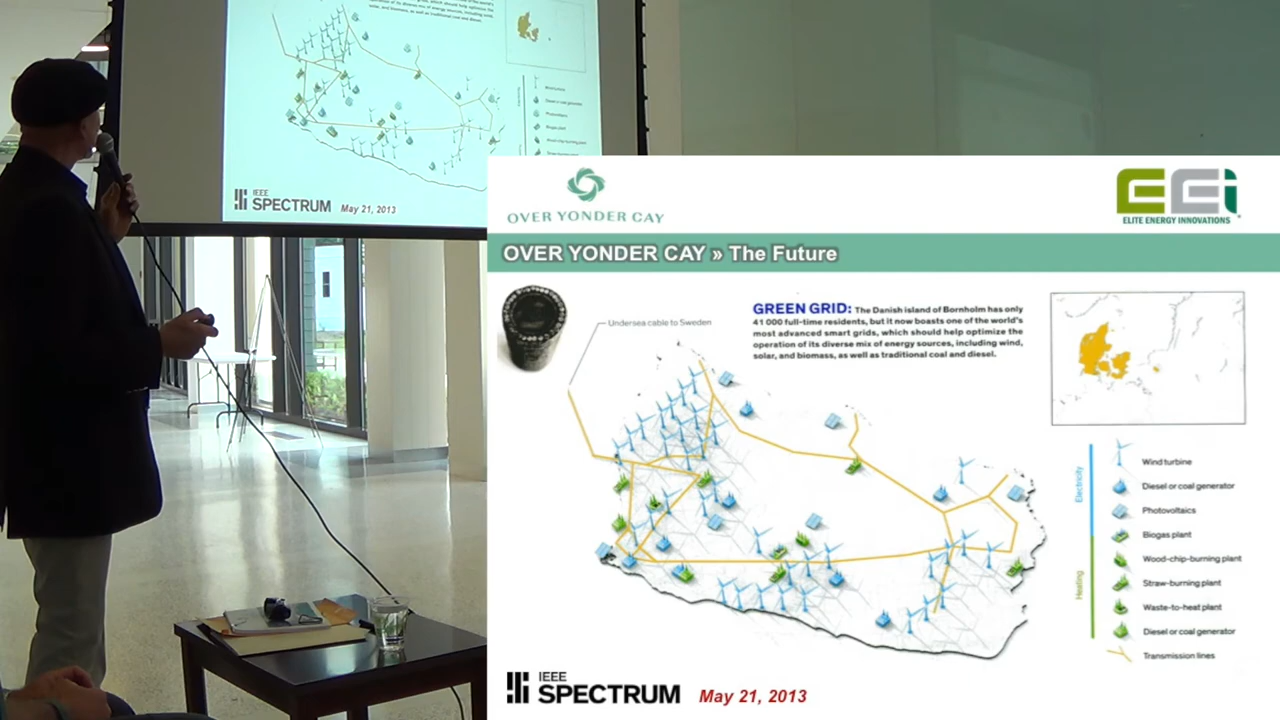 IEEE
SPECTRUM May 21, 2013
OVER YONDER CAY
EEi
ELITE ENERGY INNOVATIONS
OVER YONDER CAY » The Future
Undersea cable to Sweden
GREEN GRID: The Danish island of Bornholm has only
41 000 full-time residents, but it now boasts one of the world's
most advanced smart grids, which should help optimize the
operation of its diverse mix of energy sources, including wind,
solar, and biomass, as well as traditional coal and diesel.
Electricity
Wind turbine
Diesel or coal generator
Photovoltaics
Biogas plant
Heating
Wood-chip-burning plant
Straw-burning plant
Waste-to-heat plant
Diesel or coal generator
Transmission lines
IEEE
SPECTRUM May 21, 2013